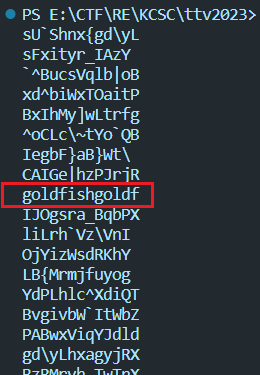 PS E:\CTF\RE\KCSC\ttv2023>
sU`Shnx{gd\yL
sFxityr_IAzY
`^BucsVqlb|oB
xd^biWxTOaitP
BxIhMy]wLtrfg
^oCLc\~tYo`QB
IegbF}aB}Wt\
CAIGe|hzPJrjR
goldfishgoldf
IJOgsra_BqbPX
liLrh`Vz\VnI
OjYizWsdRKhY
LB{Mrmjfuyog
YdPLhlc^XdiQT
BvgivbW`ItWbZ
PABwxViqYJdld
gd\yLhxagyjRX